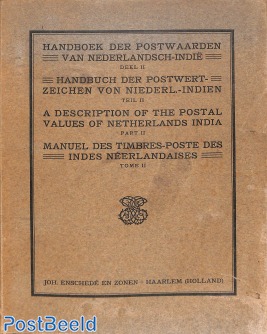 HANDBOEK DER POSTWAARDEN
VAN NEDERLANDSCH-INDIË
DEEL II
HANDBUCH DER POSTWERT-
ZEICHEN VON NIEDERL.-INDIEN
TEIL II
A DESCRIPTION OF THE POSTAL
VALUES OF NETHERLANDS INDIA
PART II
MANUEL DES TIMBRES-POSTE DES
INDES NÉERLANDAISES
TOME II
JOH. ENSCHEDÉ EN ZONEN - HAARLEM (HOLLAND)
PostBeeld